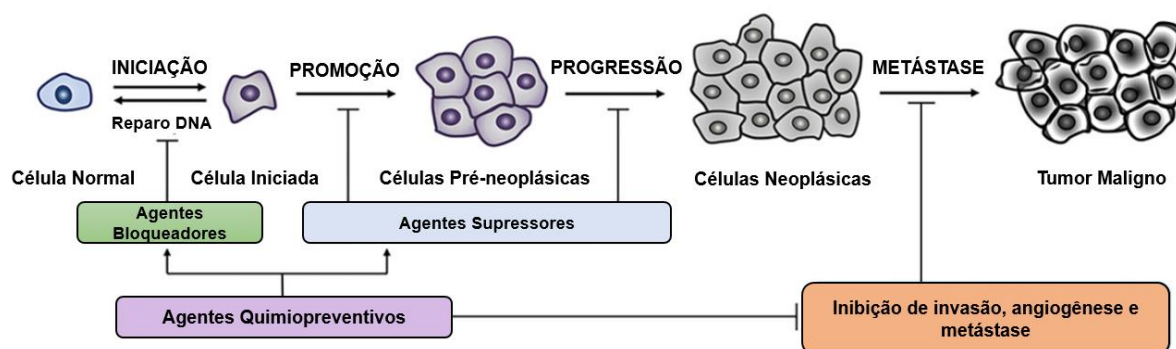 INICIAÇÃO
Reparo DNA
PROMOÇÃO
PROGRESSÃO
METÁSTASE
Célula Normal
Célula Iniciada
Células Pré-neoplásicas
Células Neoplásicas
Tumor Maligno
Agentes
Bloqueadores
Agentes Supressores
Agentes Quimiopreventivos
Inibição de invasão, angiogênese e
metástase